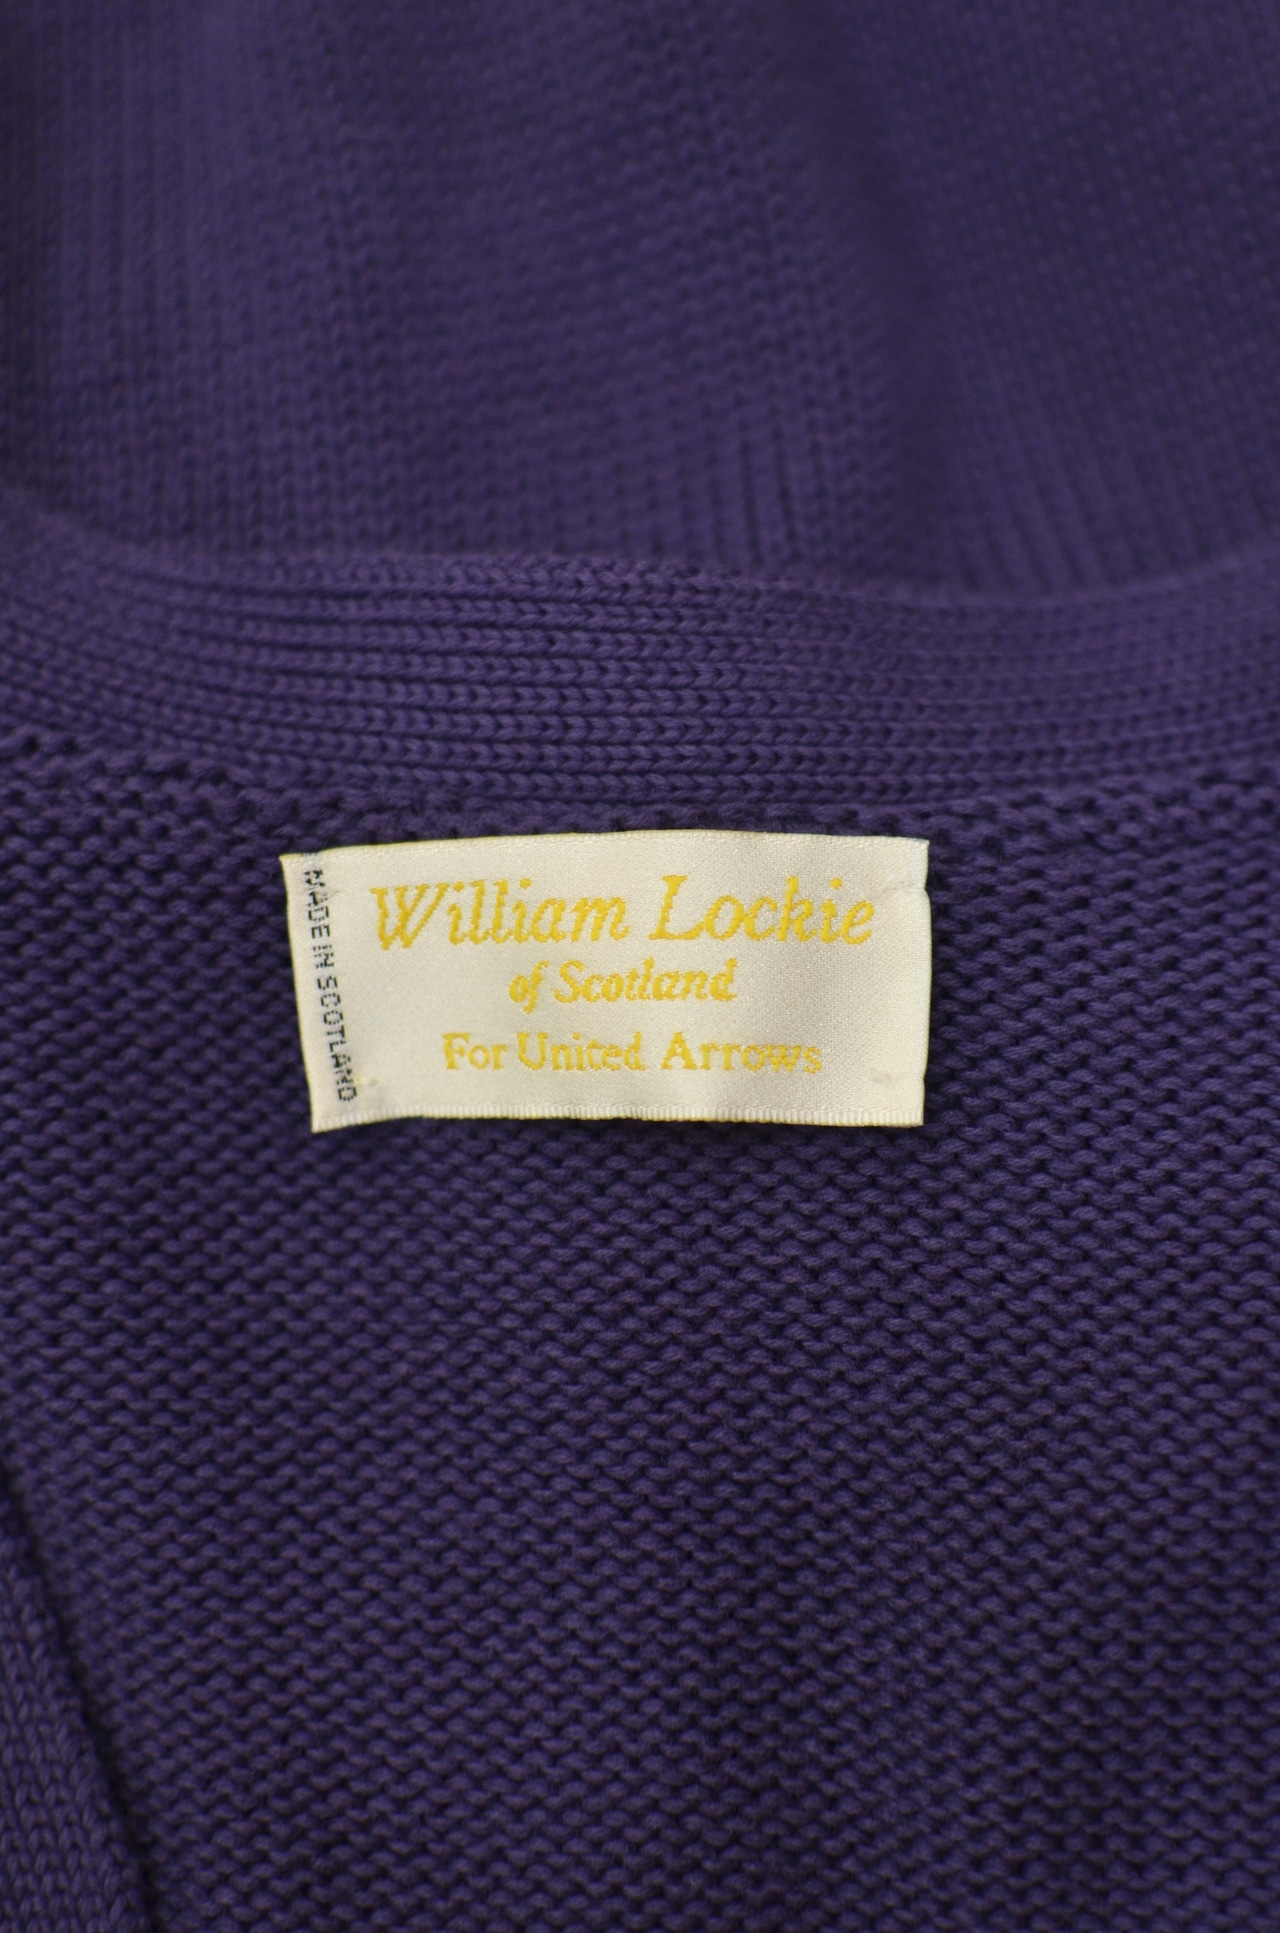 William Lockie
of Scotland
For United Arrows
MADE IN SCOTLAND